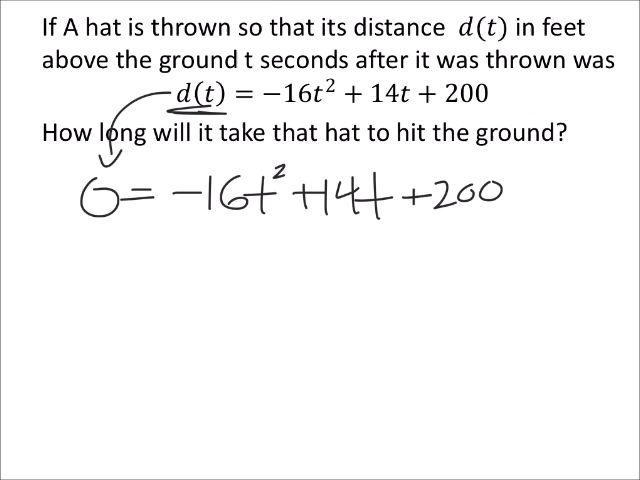 If A hat is thrown so that its distance d(t) in feet
above the ground t seconds after it was thrown was
d(t) = −16t² + 14t + 200
How long will it take that hat to hit the ground?
0 = −16t² + 14t + 200